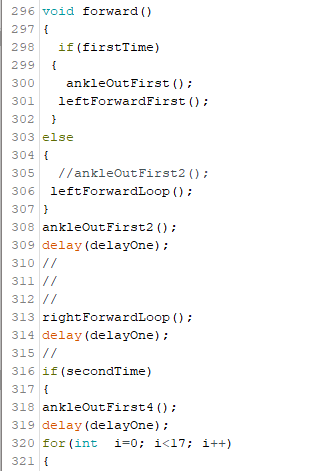 296 void forward()
297 {
298   if(firstTime)
299  {
300    ankleOutFirst();
301   leftForwardFirst();
302  }
303 else
304 {
305   //ankleOutFirst2();
306  leftForwardLoop();
307 }
308 ankleOutFirst2();
309 delay(delayOne);
310 //
311 //
312 //
313 rightForwardLoop();
314 delay(delayOne);
315 //
316 if(secondTime)
317 {
318 ankleOutFirst4();
319 delay(delayOne);
320 for(int  i=0; i<17; i++)
321 {